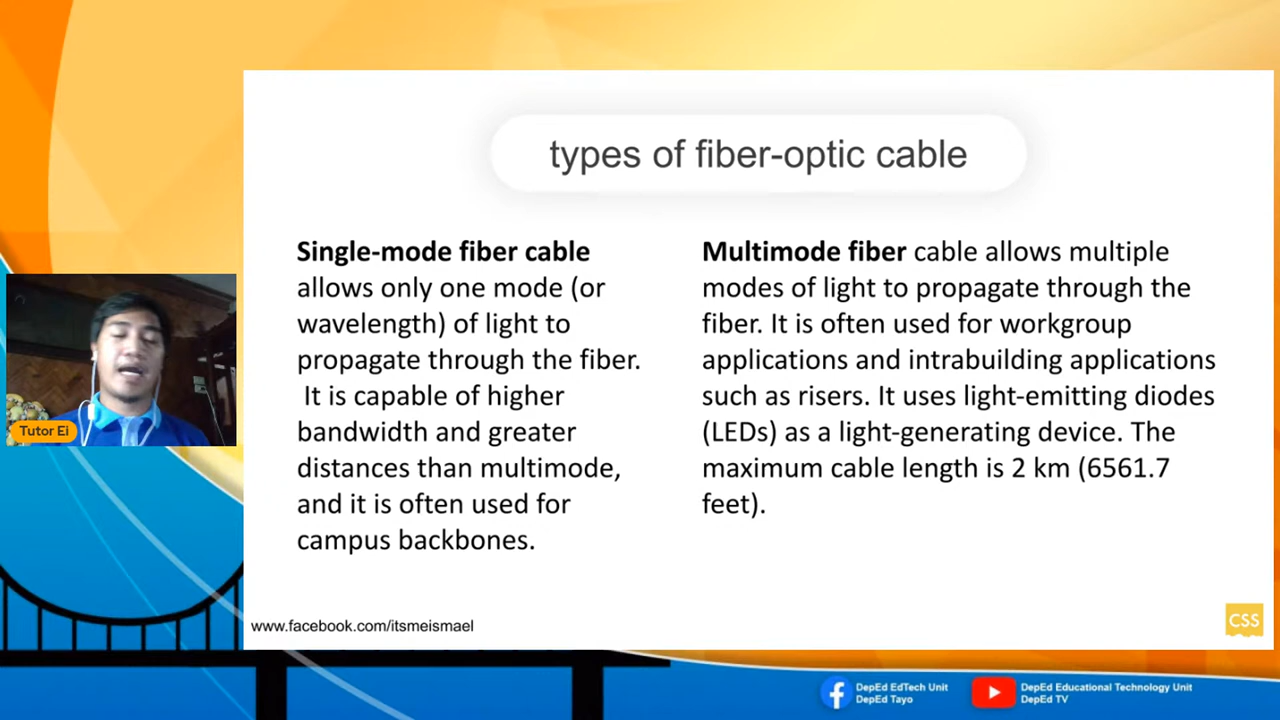 types of fiber-optic cable
Single-mode fiber cable
allows only one mode (or
wavelength) of light to
propagate through the fiber.
It is capable of higher
bandwidth and greater
distances than multimode,
and it is often used for
campus backbones.
Multimode fiber cable allows multiple
modes of light to propagate through the
fiber. It is often used for workgroup
applications and intrabuilding applications
such as risers. It uses light-emitting diodes
(LEDs) as a light-generating device. The
maximum cable length is 2 km (6561.7
feet).
Tutor Ei
www.facebook.com/itsmeismael
CSS
DepEd EdTech Unit
DepEd Tayo
DepEd Educational Technology Unit
DepEd TV